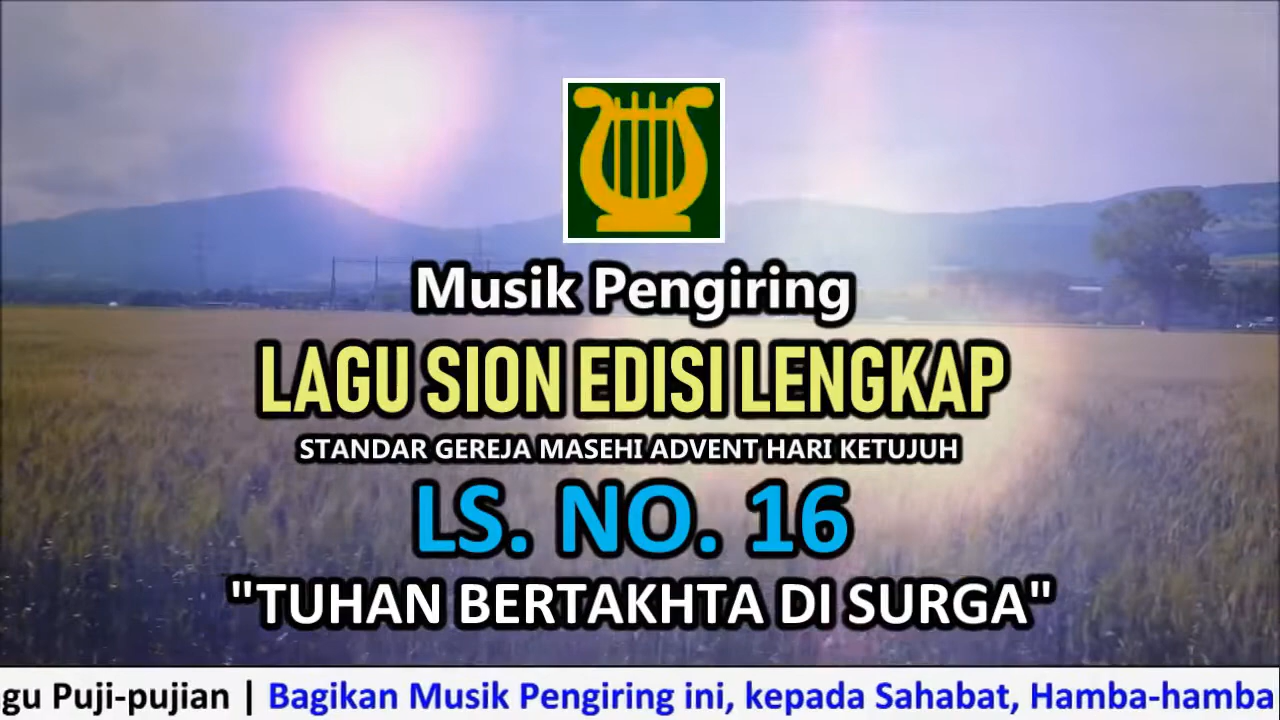 Musik Pengiring
LAGU SION EDISI LENGKAP
STANDAR GEREJA MASEHI ADVENT HARI KETUJUH
LS. NO. 16
"TUHAN BERTAKHTA DI SURGA"
gu Puji-pujian | Bagikan Musik Pengiring ini, kepada Sahabat, Hamba-hamba